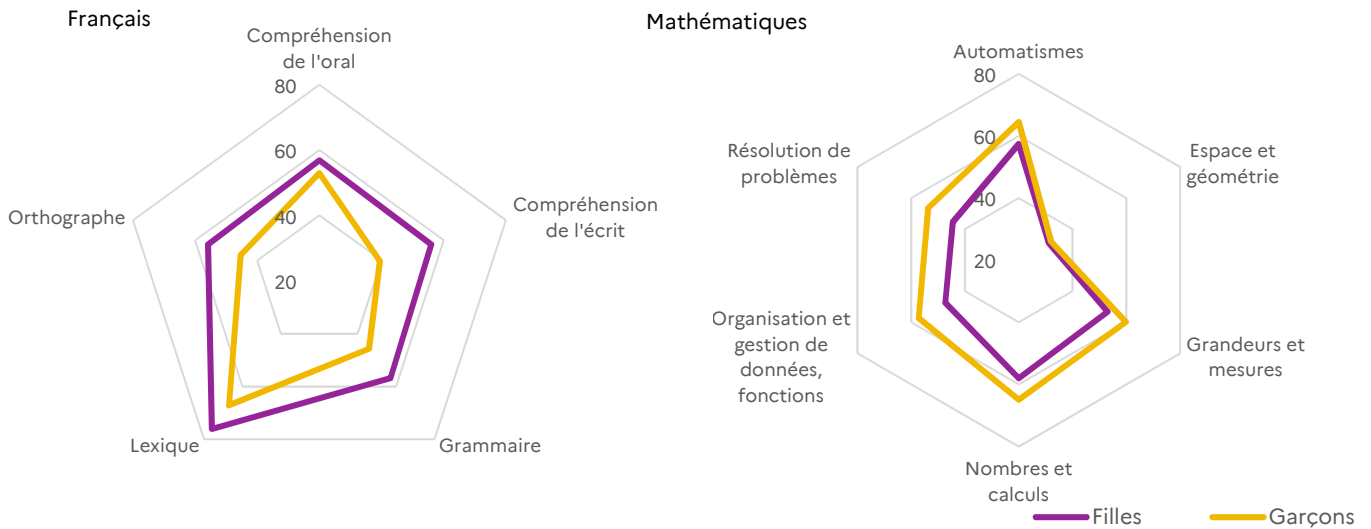 Français
Compréhension
de l'oral
80
60
40
20
Orthographe
Compréhension
de l'écrit
Lexique
Grammaire
Mathématiques
Automatismes
80
60
40
20
Résolution de
problèmes
Espace et
géométrie
Organisation et
gestion de
données,
fonctions
Grandeurs et
mesures
Nombres et
calculs
Filles
Garçons